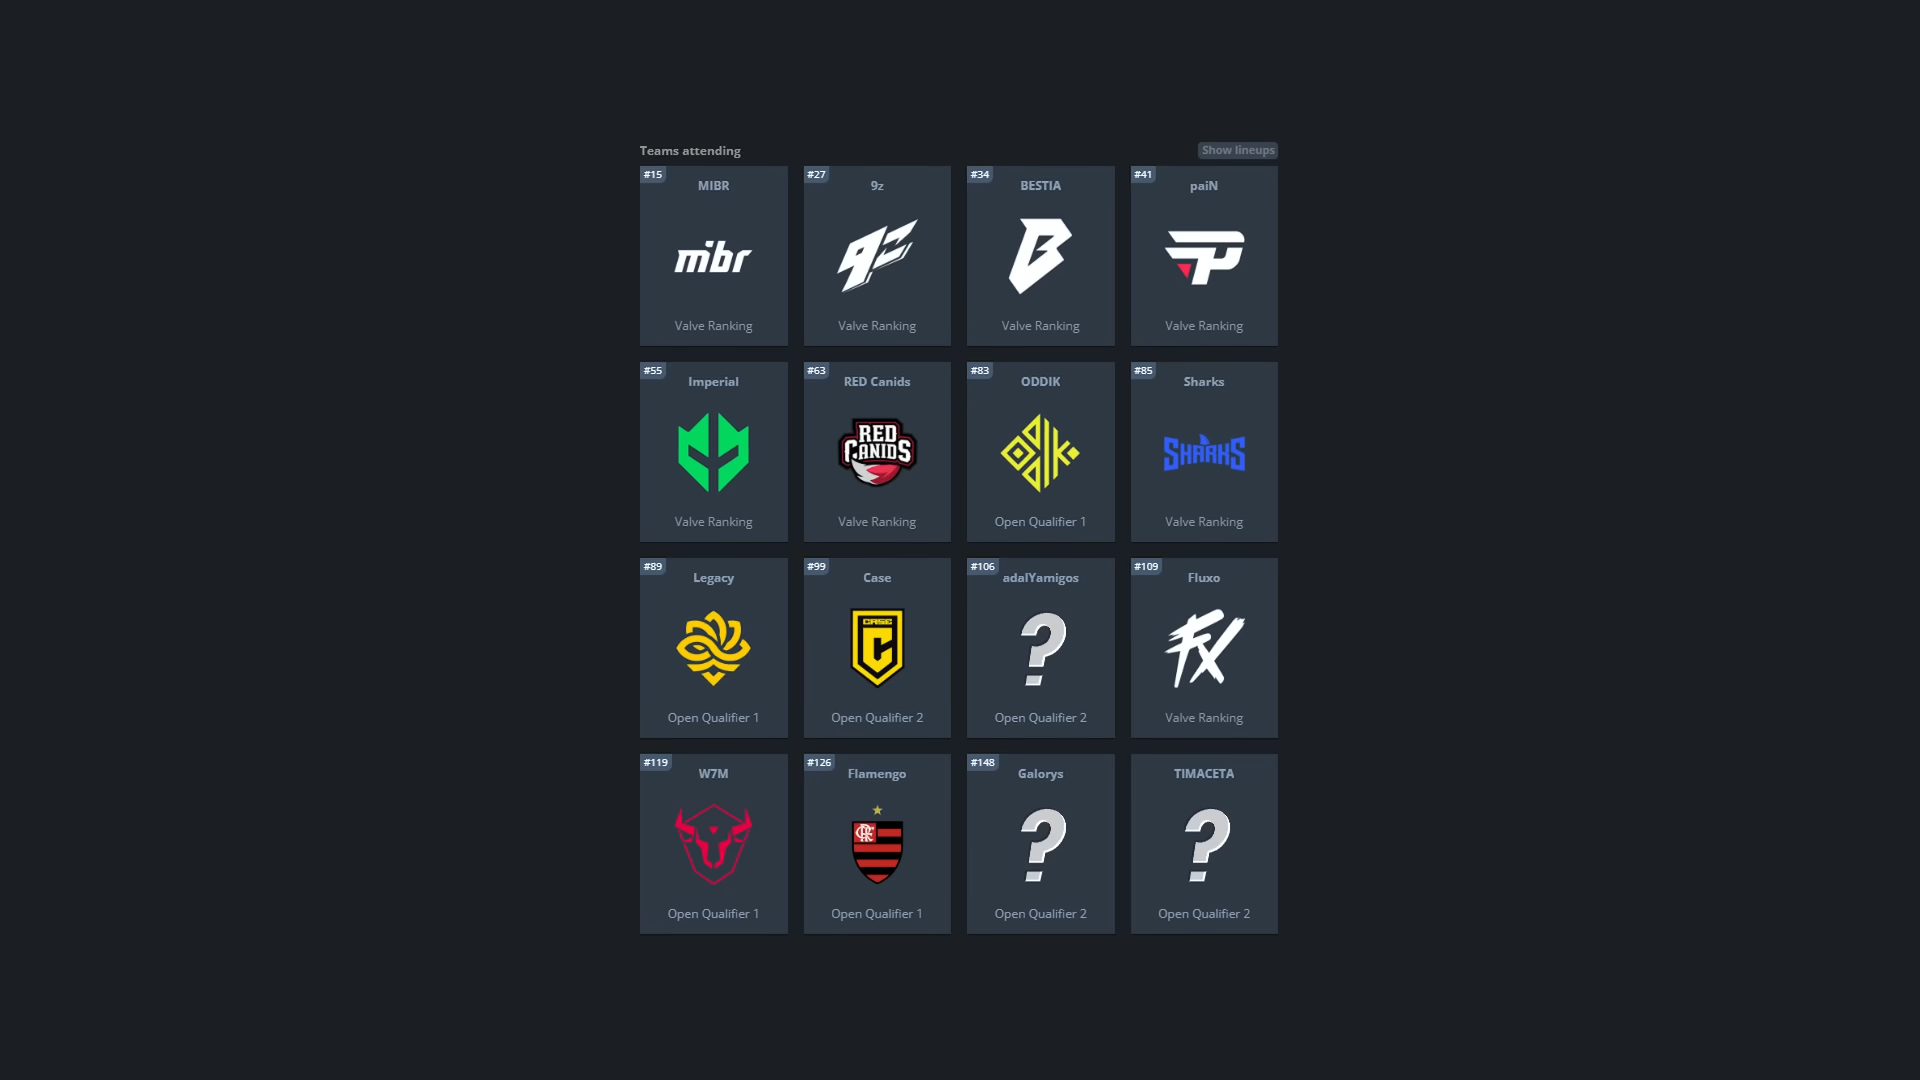 Teams attending
Show lineups
#15
MIBR
mibr
Valve Ranking
#27
9z
9z
Valve Ranking
#34
BESTIA
B
Valve Ranking
#41
paiN
P
Valve Ranking
#55
Imperial
Valve Ranking
#63
RED Canids
RED
CANIDS
Valve Ranking
#83
ODDIK
ODDIK
Open Qualifier 1
#85
Sharks
SHARKS
Valve Ranking
#89
Legacy
Open Qualifier 1
#99
Case
CASE
C
Open Qualifier 2
#106
adalYamigos
?
Open Qualifier 2
#109
Fluxo
FX
Valve Ranking
#119
W7M
Open Qualifier 1
#126
Flamengo
CRF
Open Qualifier 1
#148
Galorys
?
Open Qualifier 2
TIMACETA
?
Open Qualifier 2